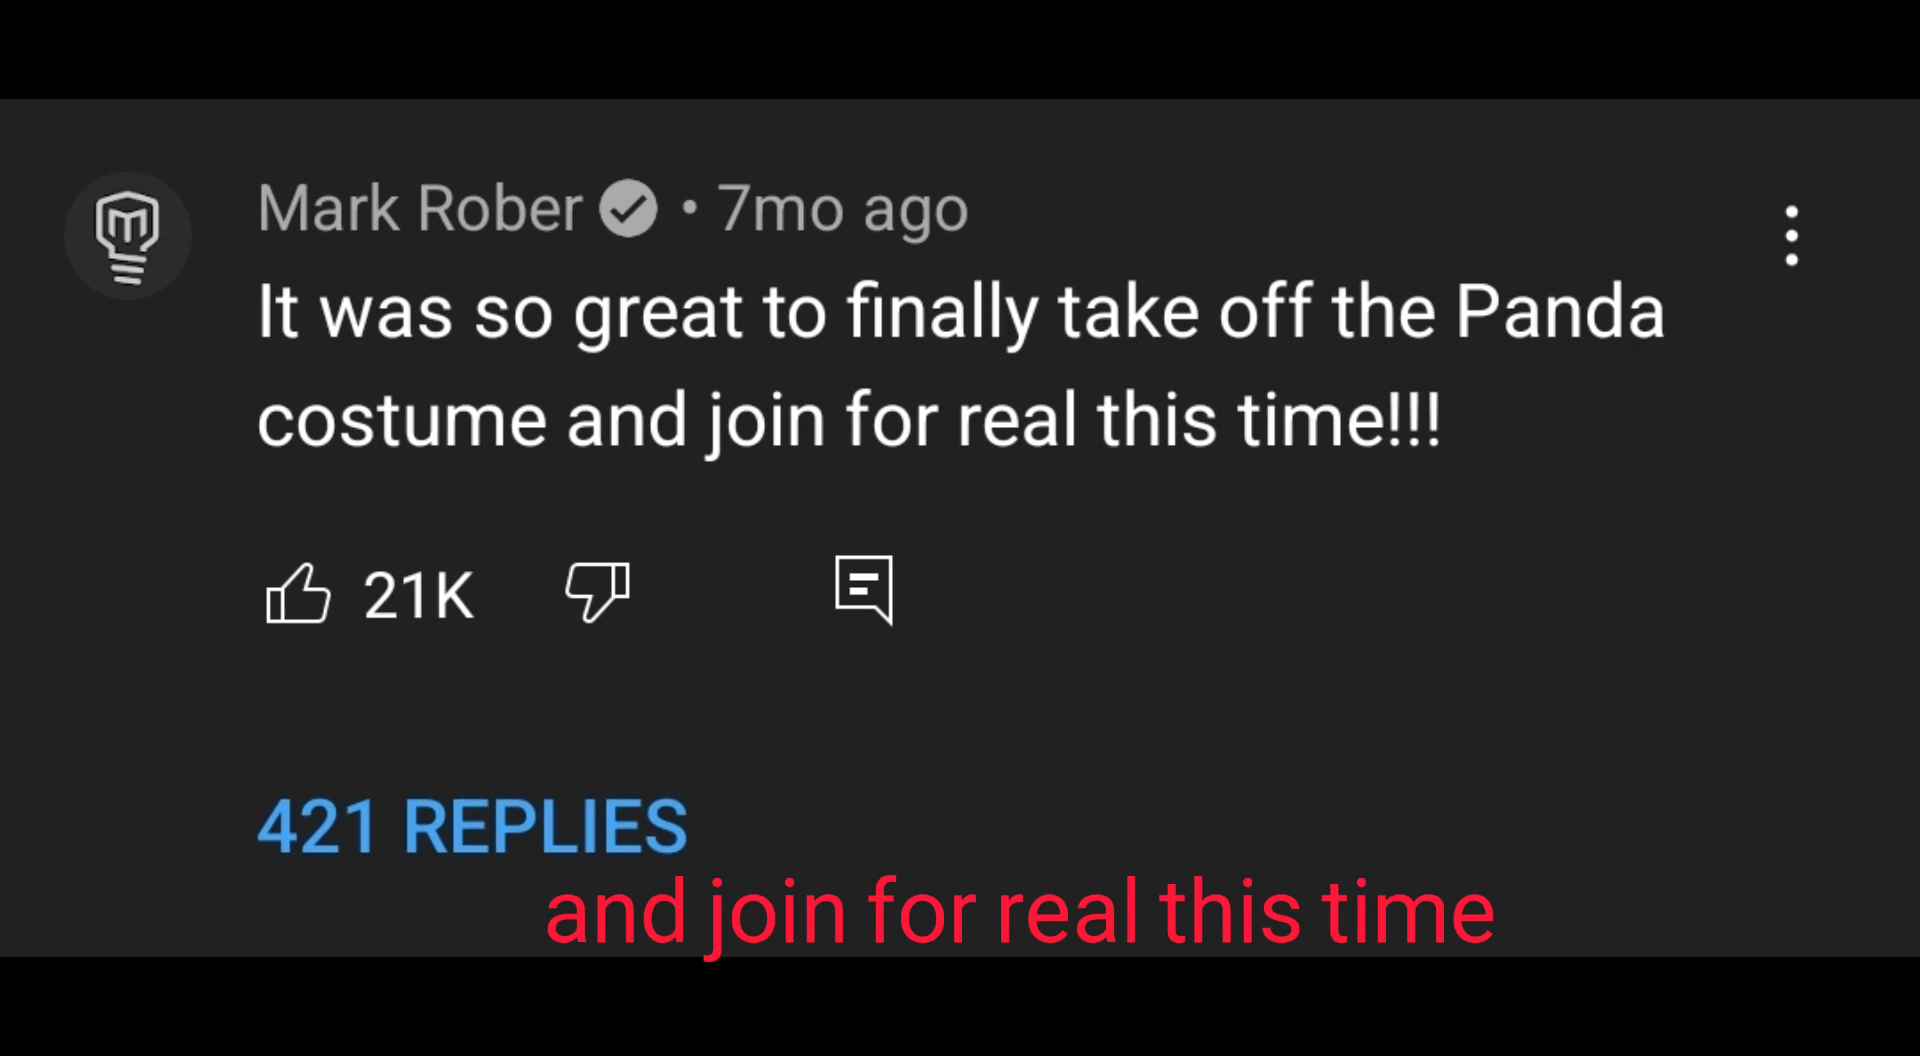 Mark Rober • 7mo ago
It was so great to finally take off the Panda
costume and join for real this time!!!
21K
421 REPLIES
and join for real this time